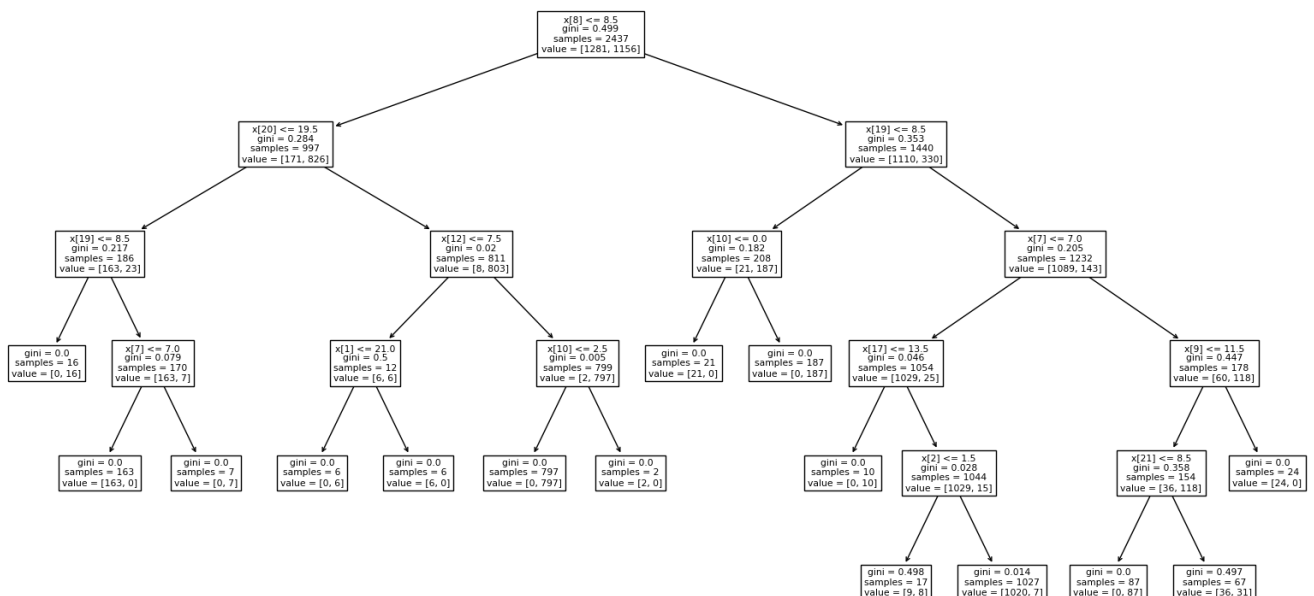 x[8] <= 8.5
gini = 0.499
samples = 2437
value = [1281, 1156]
x[20] <= 19.5
gini = 0.284
samples = 997
value = [171, 826]
x[19] <= 8.5
gini = 0.353
samples = 1440
value = [1110, 330]
x[19] <= 8.5
gini = 0.217
samples = 186
value = [163, 23]
x[12] <= 7.5
gini = 0.02
samples = 811
value = [8, 803]
x[10] <= 0.0
gini = 0.182
samples = 208
value = [21, 187]
x[7] <= 7.0
gini = 0.205
samples = 1232
value = [1089, 143]
gini = 0.0
samples = 16
value = [0, 16]
x[7] <= 7.0
gini = 0.079
samples = 170
value = [163, 7]
x[1] <= 21.0
gini = 0.5
samples = 12
value = [6, 6]
x[10] <= 2.5
gini = 0.005
samples = 799
value = [2, 797]
gini = 0.0
samples = 21
value = [21, 0]
gini = 0.0
samples = 187
value = [0, 187]
x[17] <= 13.5
gini = 0.046
samples = 1054
value = [1029, 25]
x[9] <= 11.5
gini = 0.447
samples = 178
value = [60, 118]
gini = 0.0
samples = 163
value = [163, 0]
gini = 0.0
samples = 7
value = [0, 7]
gini = 0.0
samples = 6
value = [0, 6]
gini = 0.0
samples = 6
value = [6, 0]
gini = 0.0
samples = 797
value = [0, 797]
gini = 0.0
samples = 2
value = [2, 0]
gini = 0.0
samples = 10
value = [0, 10]
x[2] <= 1.5
gini = 0.028
samples = 1044
value = [1029, 15]
x[21] <= 8.5
gini = 0.358
samples = 154
value = [36, 118]
gini = 0.0
samples = 24
value = [24, 0]
gini = 0.498
samples = 17
value = [9, 8]
gini = 0.014
samples = 1027
value = [1020, 7]
gini = 0.0
samples = 87
value = [0, 87]
gini = 0.497
samples = 67
value = [36, 31]